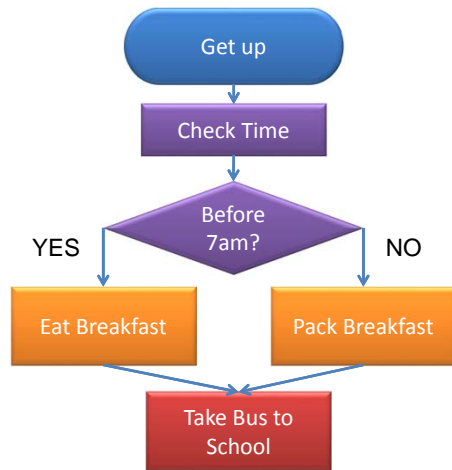 Get up
Check Time
Before
7am?
YES
NO
Eat Breakfast
Pack Breakfast
Take Bus to
School